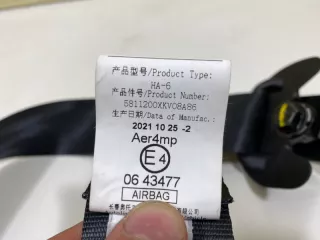 产品型号/Product Type:
HA-6
产品件号/Product Number:
5811200XKV08A86
生产日期/Data of Manufac.:
2021 10 25 -2
Aer4mp
E4
06 43477
AIRBAG